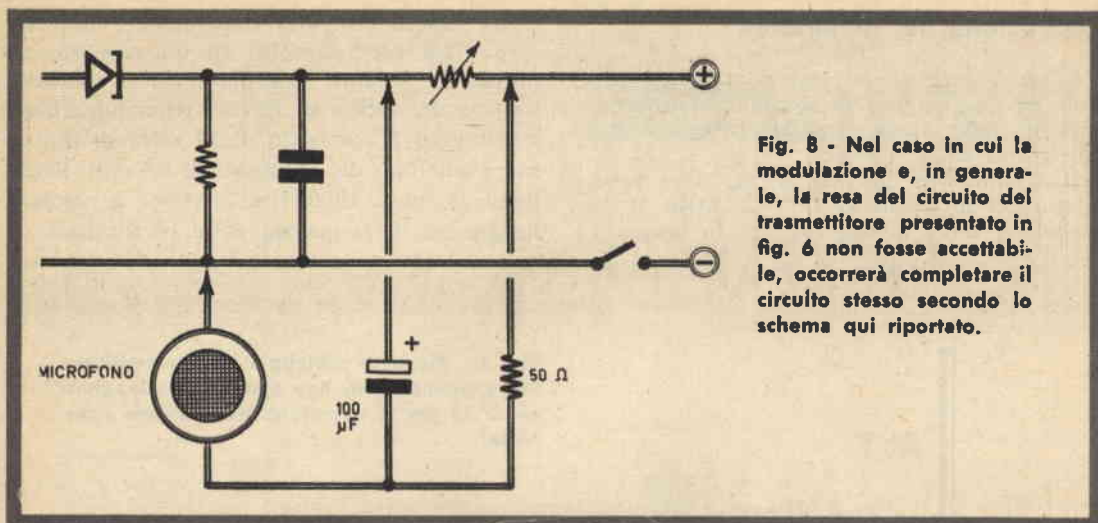 Fig. 8 - Nel caso in cui la
modulazione e, in genera-
le, la resa del circuito del
trasmettitore presentato in
fig. 6 non fosse accettabi-
le, occorrerà completare il
circuito stesso secondo lo
schema qui riportato.
+
−
MICROFONO
+
100
µF
50 Ω